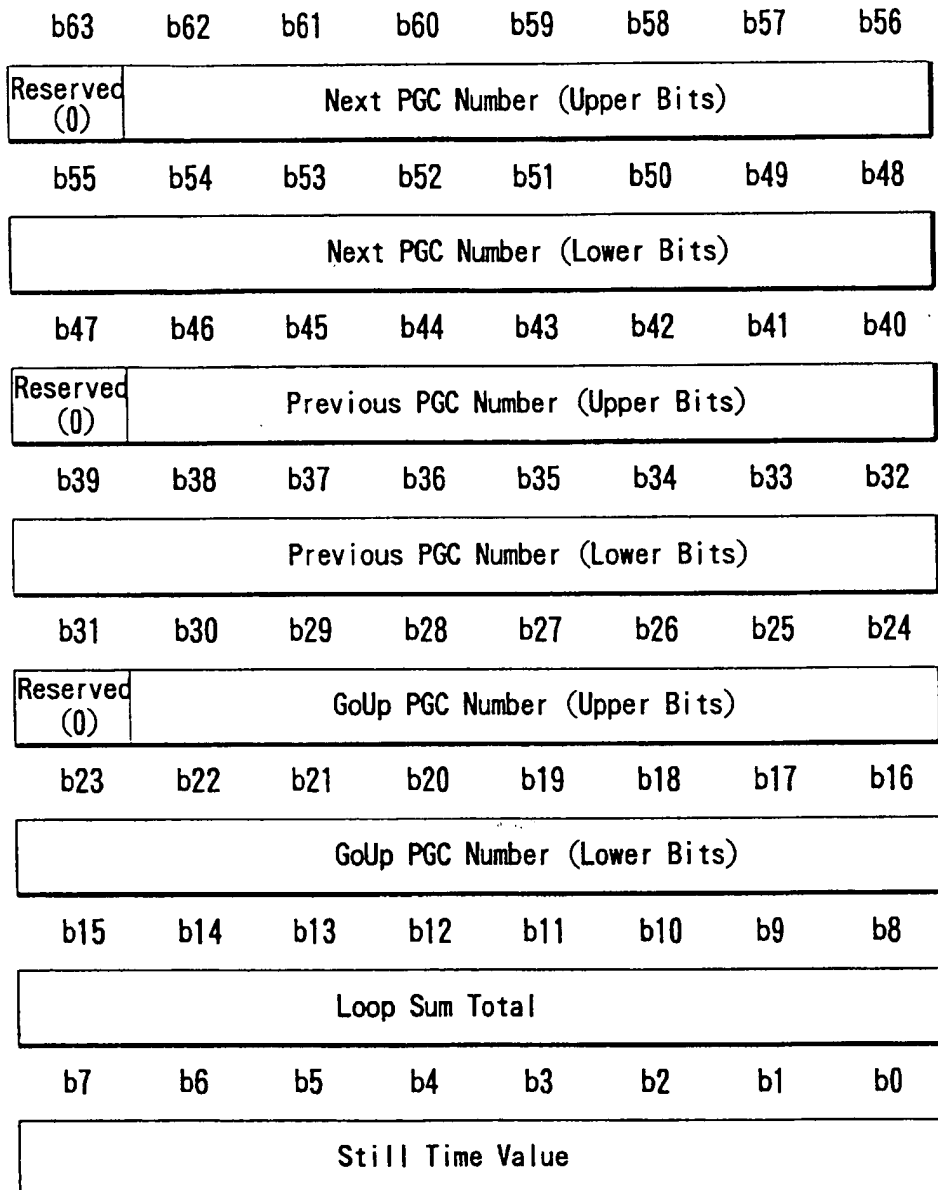 b63 b62 b61 b60 b59 b58 b57 b56
Reserved
(0)
Next PGC Number (Upper Bits)
b55 b54 b53 b52 b51 b50 b49 b48
Next PGC Number (Lower Bits)
b47 b46 b45 b44 b43 b42 b41 b40
Reserved
(0)
Previous PGC Number (Upper Bits)
b39 b38 b37 b36 b35 b34 b33 b32
Previous PGC Number (Lower Bits)
b31 b30 b29 b28 b27 b26 b25 b24
Reserved
(0)
GoUp PGC Number (Upper Bits)
b23 b22 b21 b20 b19 b18 b17 b16
GoUp PGC Number (Lower Bits)
b15 b14 b13 b12 b11 b10 b9 b8
Loop Sum Total
b7 b6 b5 b4 b3 b2 b1 b0
Still Time Value